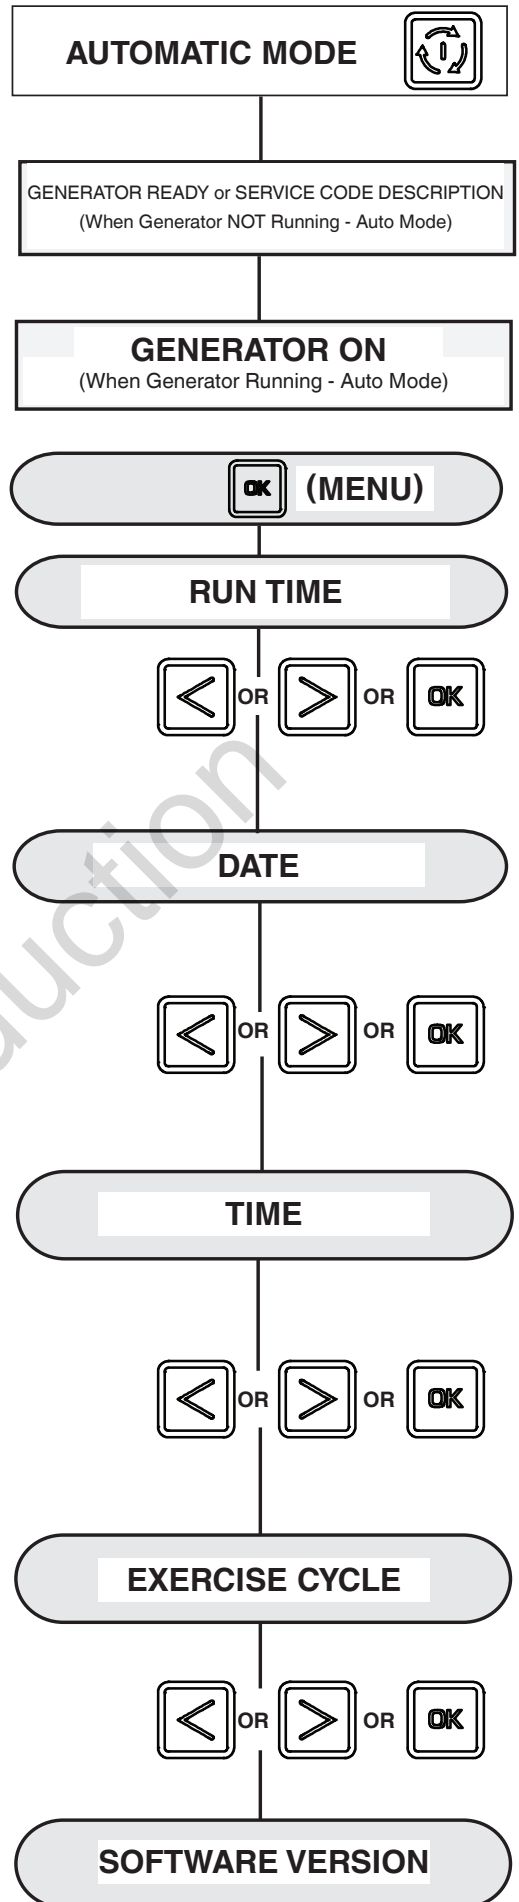 AUTOMATIC MODE
GENERATOR READY or SERVICE CODE DESCRIPTION
(When Generator NOT Running - Auto Mode)
GENERATOR ON
(When Generator Running - Auto Mode)
OK (MENU)
RUN TIME
< OR > OR OK
DATE
< OR > OR OK
TIME
< OR > OR OK
EXERCISE CYCLE
< OR > OR OK
SOFTWARE VERSION